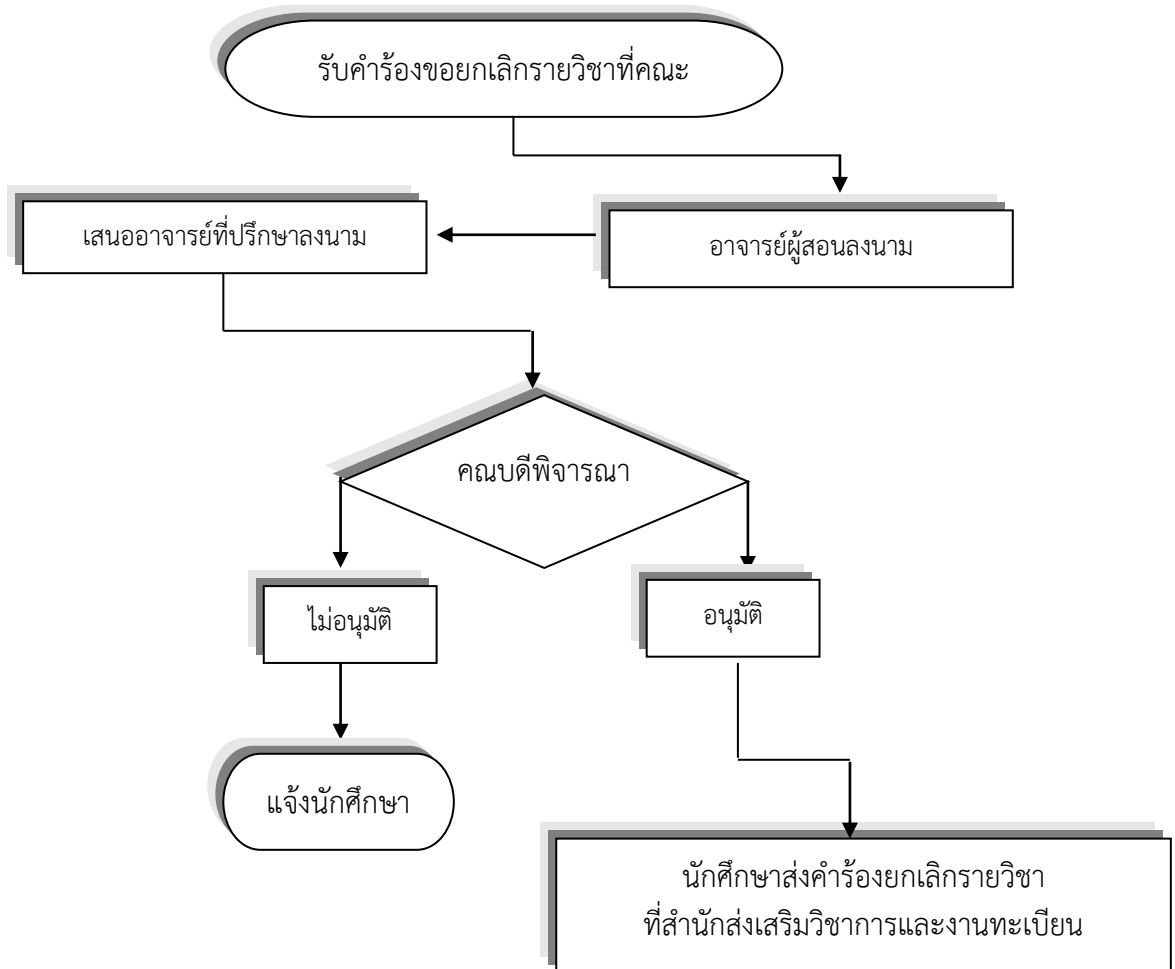 รับคำร้องขอยกเลิกรายวิชาที่คณะ
อาจารย์ผู้สอนลงนาม
เสนออาจารย์ที่ปรึกษาลงนาม
คณบดีพิจารณา
ไม่อนุมัติ
อนุมัติ
แจ้งนักศึกษา
นักศึกษาส่งคำร้องยกเลิกรายวิชา
ที่สำนักส่งเสริมวิชาการและงานทะเบียน